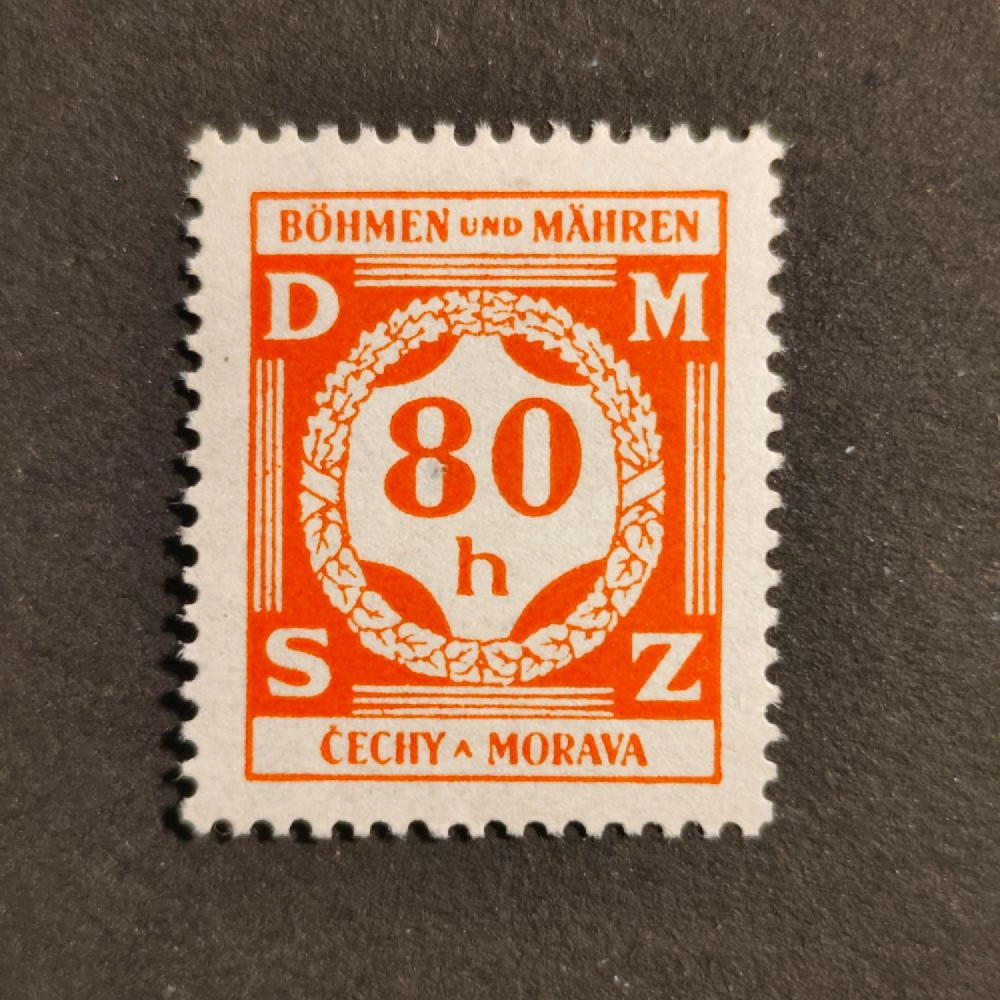 BÖHMEN UND MÄHREN
D M
80
h
S Z
ČECHY A MORAVA